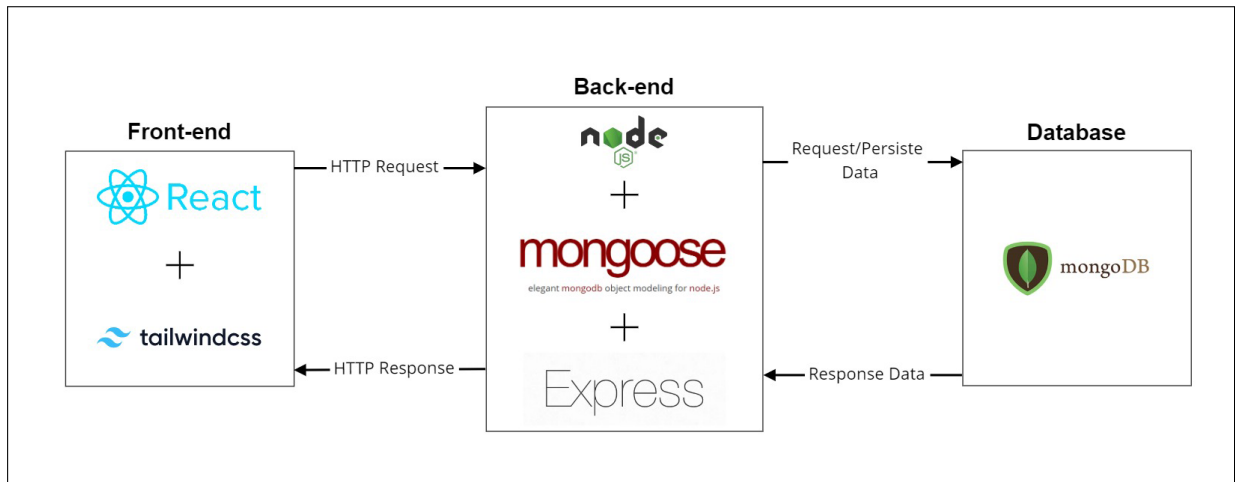 Front-end
React
+
tailwindcss
HTTP Request
HTTP Response
Back-end
node
JS
+
mongoose
elegant mongodb object modeling for node.js
+
Express
Request/Persiste
Data
Response Data
Database
mongoDB